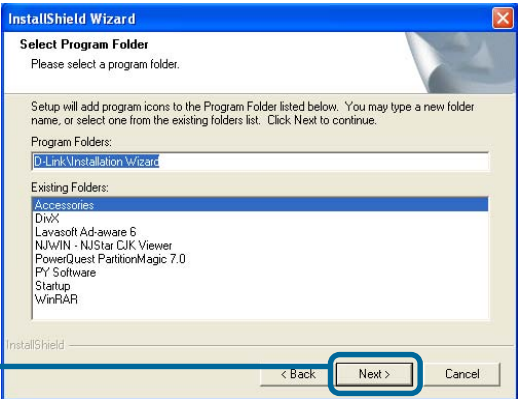 InstallShield Wizard
Select Program Folder
Please select a program folder.
Setup will add program icons to the Program Folder listed below. You may type a new folder
name, or select one from the existing folders list. Click Next to continue.
Program Folders:
D-Link\Installation Wizard
Existing Folders:
Accessories
DivX
Lavasoft Ad-aware 6
NJWIN - NJStar CJK Viewer
PowerQuest PartitionMagic 7.0
PY Software
Startup
WinRAR
InstallShield
< Back Next > Cancel